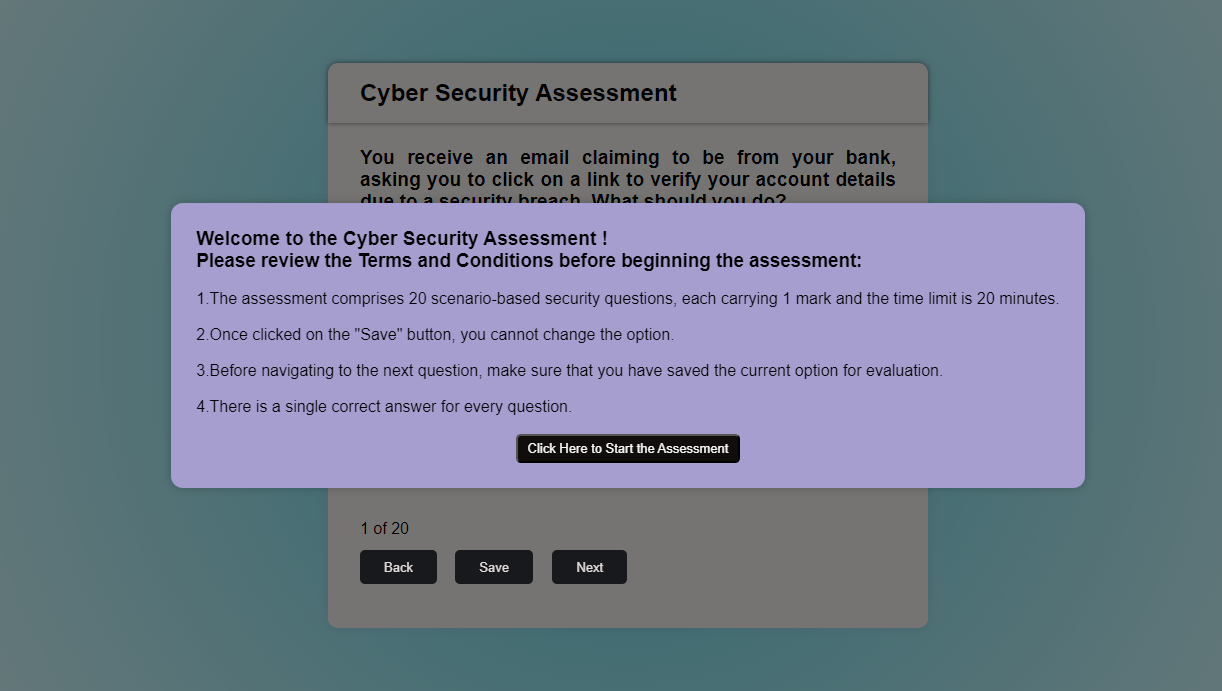 Cyber Security Assessment
You receive an email claiming to be from your bank,
asking you to click on a link to verify your account details
due to a security breach. What should you do?
Welcome to the Cyber Security Assessment !
Please review the Terms and Conditions before beginning the assessment:
1.The assessment comprises 20 scenario-based security questions, each carrying 1 mark and the time limit is 20 minutes.
2.Once clicked on the "Save" button, you cannot change the option.
3.Before navigating to the next question, make sure that you have saved the current option for evaluation.
4.There is a single correct answer for every question.
Click Here to Start the Assessment
1 of 20
Back Save Next